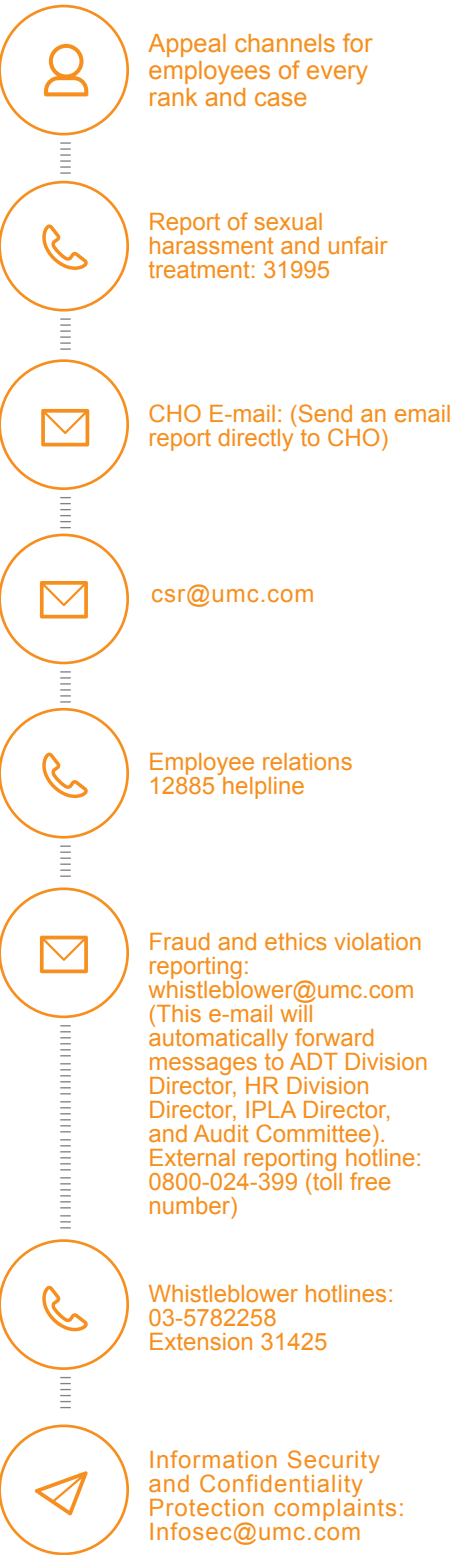 Appeal channels for
employees of every
rank and case
Report of sexual
harassment and unfair
treatment: 31995
CHO E-mail: (Send an email
report directly to CHO)
csr@umc.com
Employee relations
12885 helpline
Fraud and ethics violation
reporting:
whistleblower@umc.com
(This e-mail will
automatically forward
messages to ADT Division
Director, HR Division
Director, IPLA Director,
and Audit Committee).
External reporting hotline:
0800-024-399 (toll free
number)
Whistleblower hotlines:
03-5782258
Extension 31425
Information Security
and Confidentiality
Protection complaints:
Infosec@umc.com